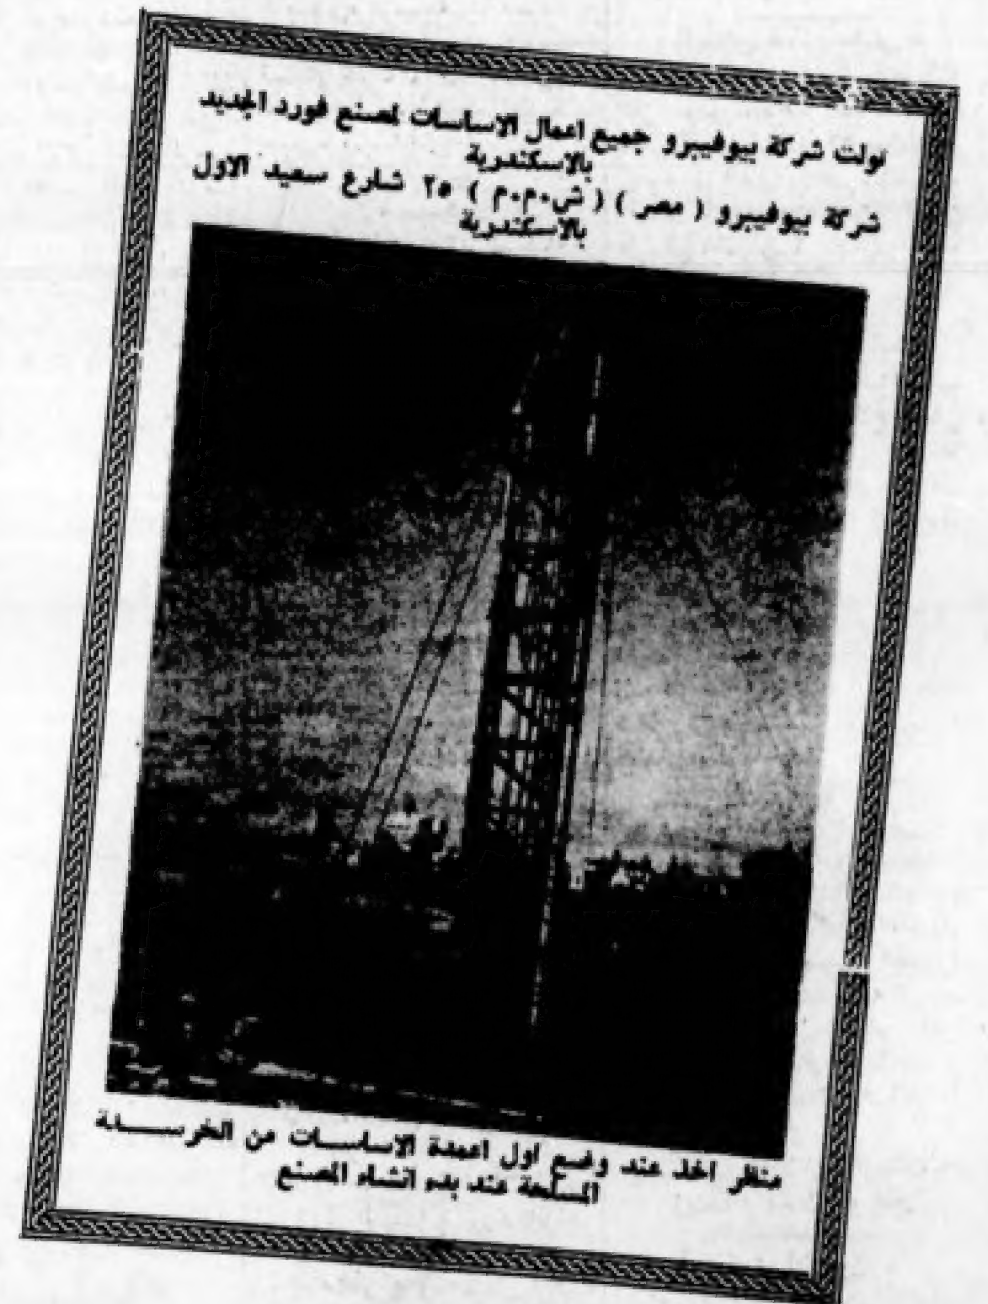 تولت شركة بيوفيبرو جميع اعمال الاساسات لمصنع فورد الجديد
بالاسكندرية
شركة بيوفيبرو ( مصر ) ( ش.م.م ) ٢٥ شارع سعيد الاول
بالاسكندرية
منظر اخذ عند وضع اول اعمدة الاساسات من الخرسانة
المسلحة عند بدء انشاء المصنع